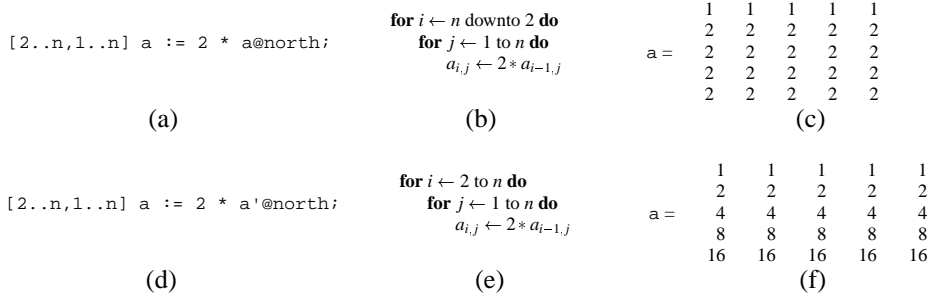 [2..n,1..n] a := 2 * a@north;
for i ← n downto 2 do
for j ← 1 to n do
a_{i,j} ← 2 * a_{i−1,j}
a =
1 1 1 1 1
2 2 2 2 2
2 2 2 2 2
2 2 2 2 2
2 2 2 2 2
(a)
(b)
(c)
[2..n,1..n] a := 2 * a'@north;
for i ← 2 to n do
for j ← 1 to n do
a_{i,j} ← 2 * a_{i−1,j}
a =
1 1 1 1 1
2 2 2 2 2
4 4 4 4 4
8 8 8 8 8
16 16 16 16 16
(d)
(e)
(f)